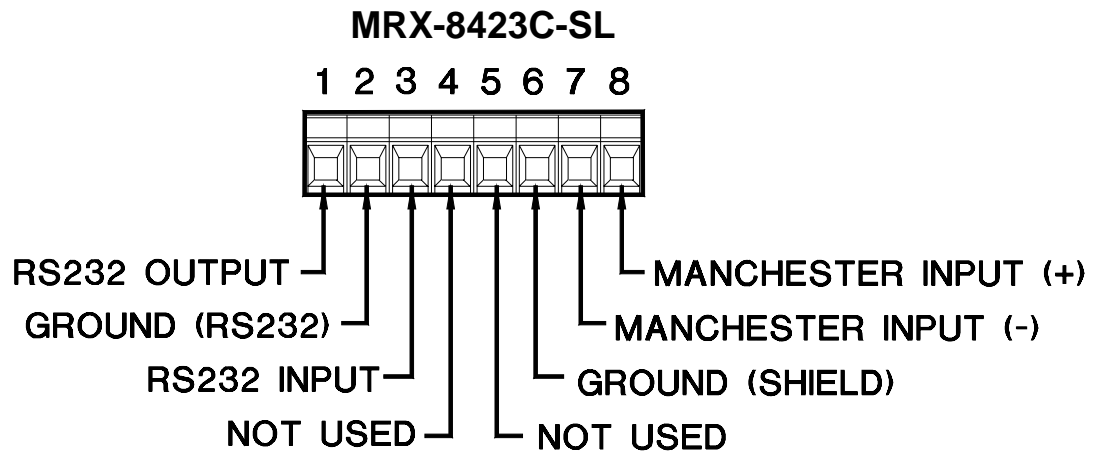 MRX-8423C-SL
1 2 3 4 5 6 7 8
RS232 OUTPUT
MANCHESTER INPUT (+)
GROUND (RS232)
MANCHESTER INPUT (-)
RS232 INPUT
GROUND (SHIELD)
NOT USED
NOT USED